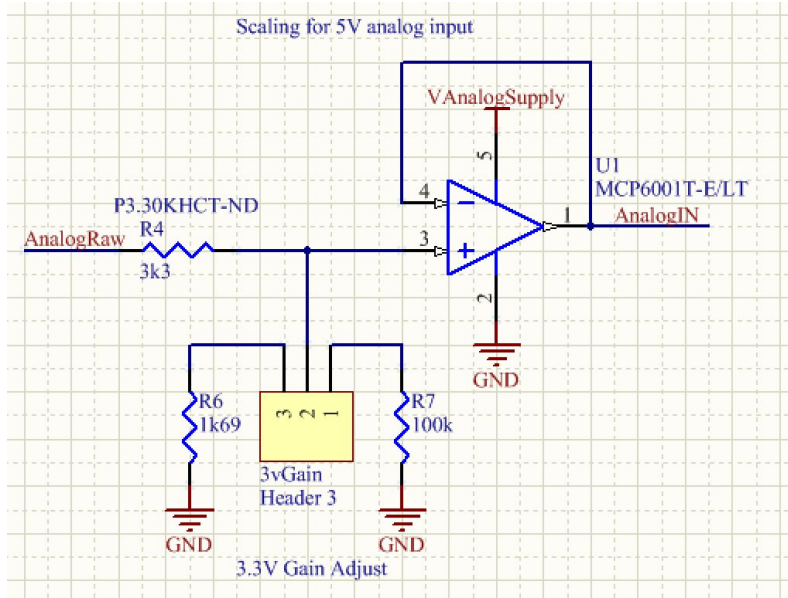 Scaling for 5V analog input
VAnalogSupply
5
U1
MCP6001T-E/LT
4
P3.30KHCT-ND
R4
AnalogRaw
3k3
3
1
AnalogIN
2
GND
R6
1k69
3
2
1
R7
100k
3vGain
Header 3
GND
GND
3.3V Gain Adjust